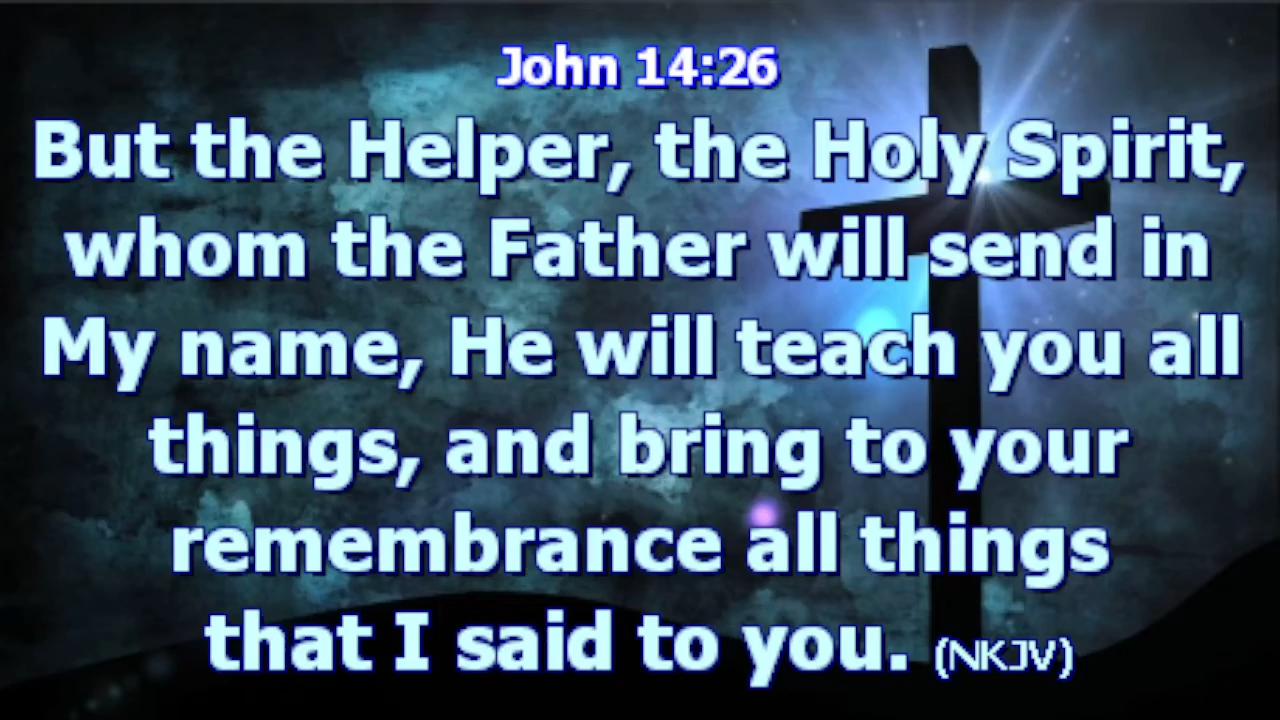 John 14:26
But the Helper, the Holy Spirit,
whom the Father will send in
My name, He will teach you all
things, and bring to your
remembrance all things
that I said to you. (NKJV)